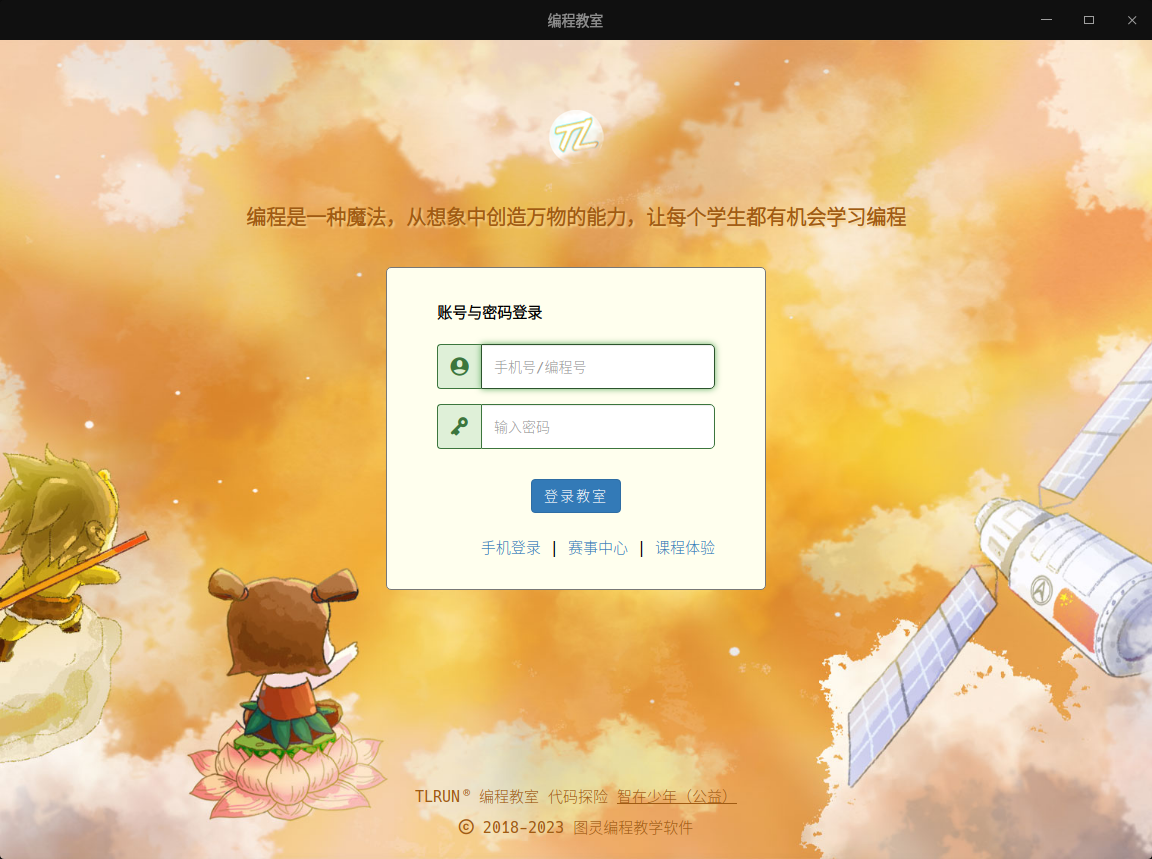 编程教室
TL
编程是一种魔法，从想象中创造万物的能力，让每个学生都有机会学习编程
账号与密码登录
手机号/编程号
输入密码
登录教室
手机登录 | 赛事中心 | 课程体验
TLRUN® 编程教室 代码探险 智在少年（公益）
© 2018-2023 图灵编程教学软件